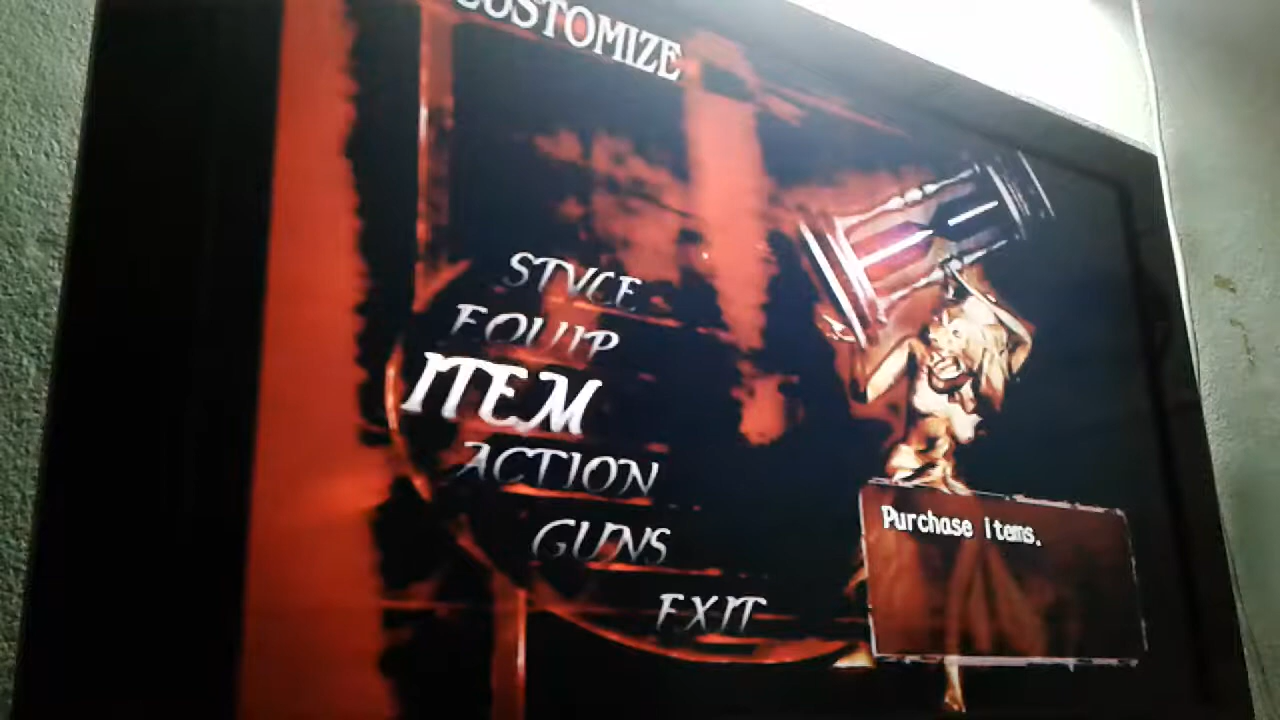 CUSTOMIZE
STYLE
EQUIP
ITEM
ACTION
GUNS
EXIT
Purchase items.